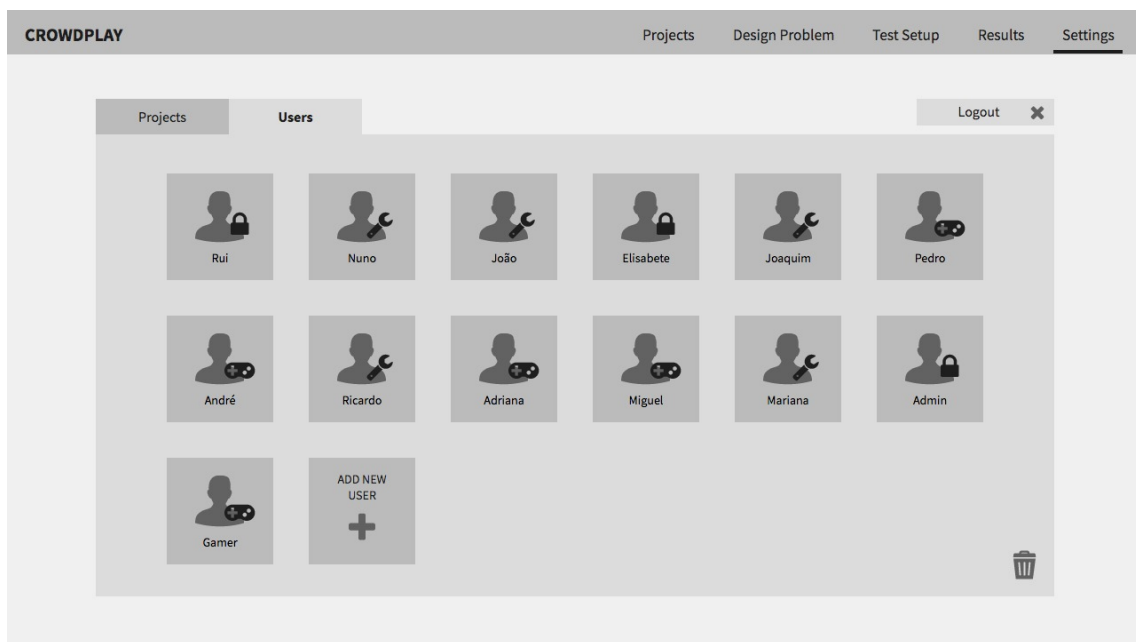 CROWDPLAY
Projects
Design Problem
Test Setup
Results
Settings
Projects
Users
Logout
Rui
Nuno
João
Elisabete
Joaquim
Pedro
André
Ricardo
Adriana
Miguel
Mariana
Admin
Gamer
ADD NEW
USER